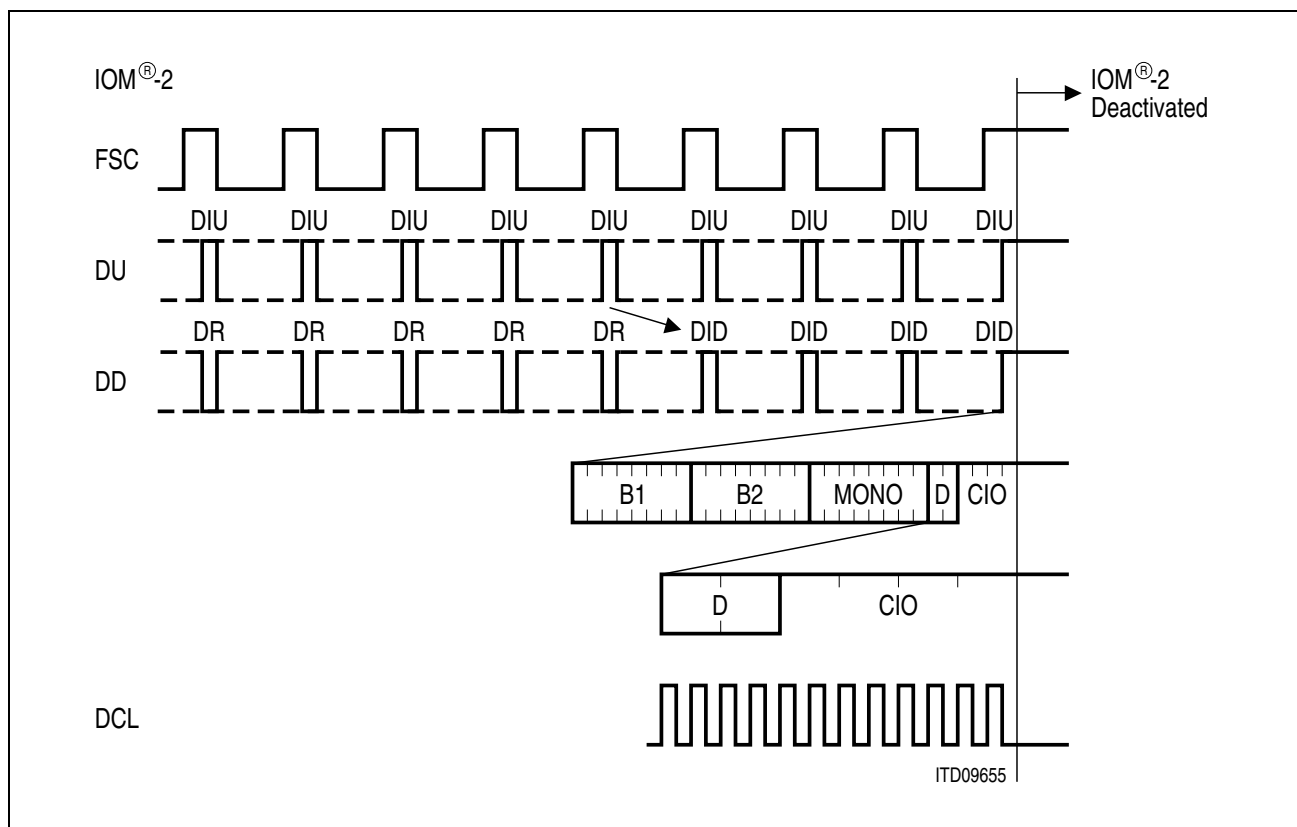 IOM®-2
IOM®-2
Deactivated
FSC
DIU DIU DIU DIU DIU DIU DIU DIU DIU
DU
DR DR DR DR DR DID DID DID DID
DD
B1 B2 MONO D CIO
D CIO
DCL
ITD09655